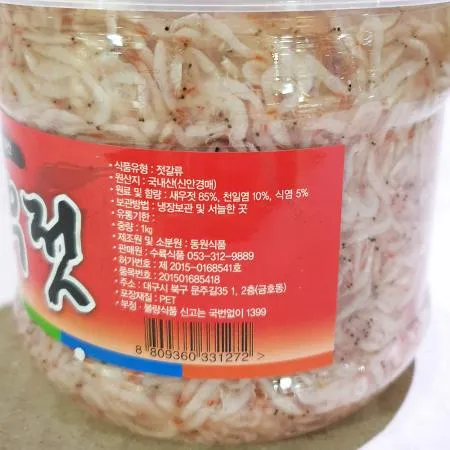 젓
· 식품유형 : 젓갈류
· 원산지 : 국내산(신안경매)
· 원료 및 함량 : 새우젓 85%, 천일염 10%, 식염 5%
· 보관방법 : 냉장보관 및 서늘한 곳
· 유통기한 :
· 중량 : 1kg
· 제조원 및 소분원 : 동원식품
· 판매원 : 수륙식품 053-312-9889
· 허가번호 : 제 2015-0168541호
· 품목번호 : 201501685418
· 주소 : 대구시 북구 문주길35 1, 2층(금호동)
· 포장재질 : PET
· 부정 · 불량식품 신고는 국번없이 1399
8 809360 331272 >